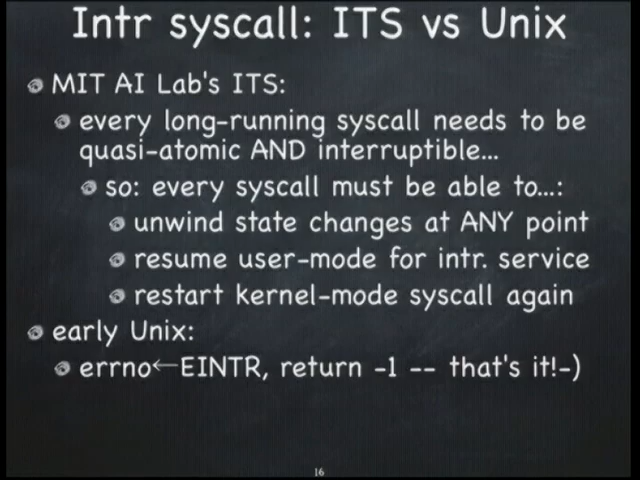 Intr syscall: ITS vs Unix
MIT AI Lab's ITS:
every long-running syscall needs to be
quasi-atomic AND interruptible...
so: every syscall must be able to...:
unwind state changes at ANY point
resume user-mode for intr. service
restart kernel-mode syscall again
early Unix:
errno←EINTR, return -1 -- that's it!-)
16